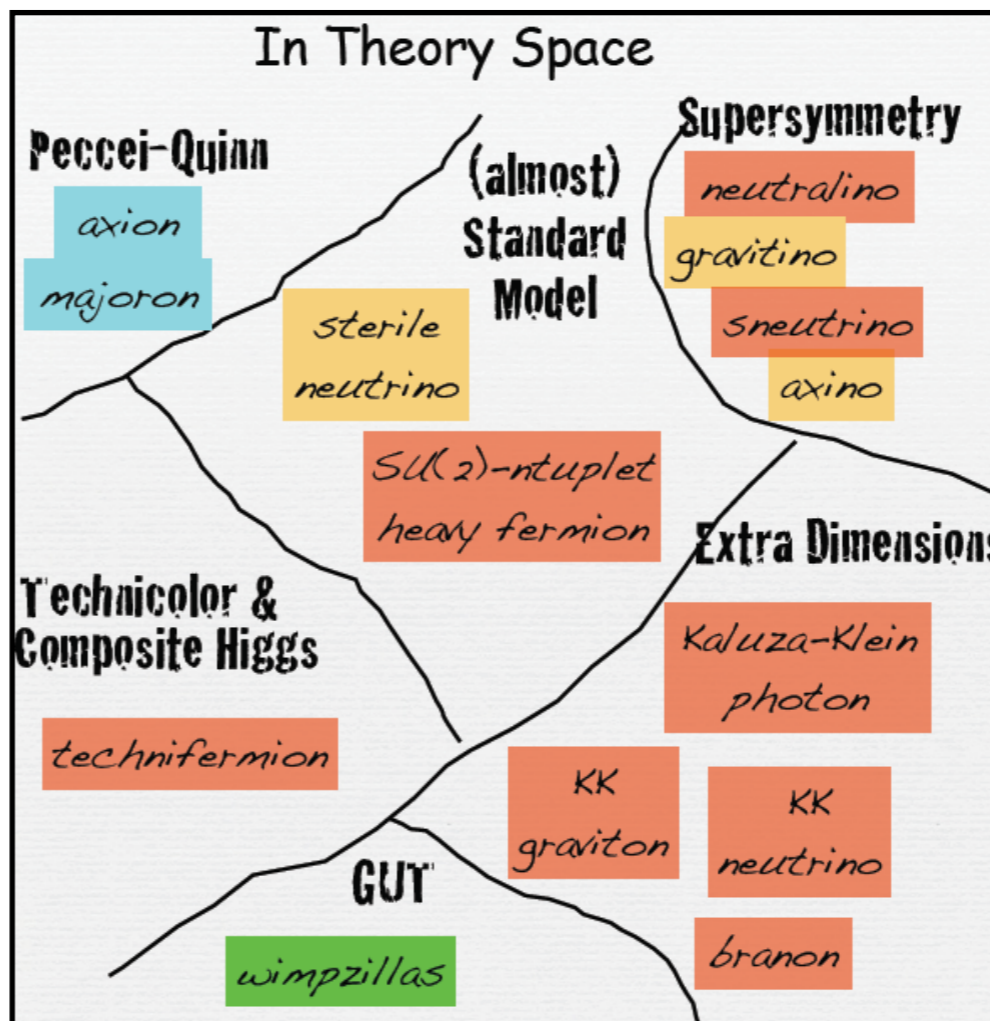 In Theory Space
Peccei-Quinn
axion
majoron
(almost)
Standard
Model
sterile
neutrino
SU(2)-ntuplet
heavy fermion
Supersymmetry
neutralino
gravitino
sneutrino
axino
Technicolor &
Composite Higgs
technifermion
Extra Dimensions
Kaluza-Klein
photon
KK
graviton
KK
neutrino
branon
GUT
wimpzillas